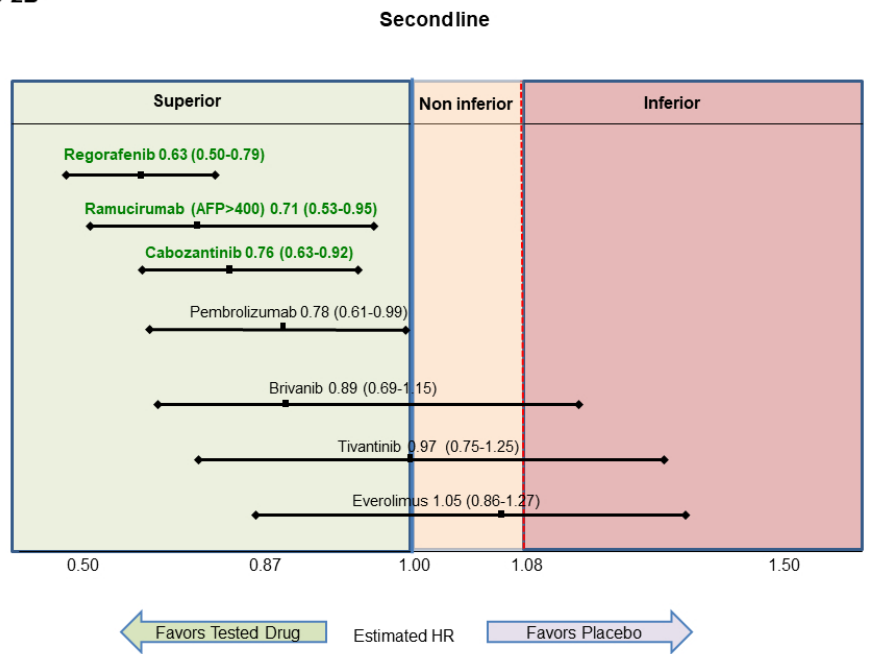 Secondline
Superior
Non inferior
Inferior
Regorafenib 0.63 (0.50-0.79)
Ramucirumab (AFP>400) 0.71 (0.53-0.95)
Cabozantinib 0.76 (0.63-0.92)
Pembrolizumab 0.78 (0.61-0.99)
Brivanib 0.89 (0.69-1.15)
Tivantinib 0.97 (0.75-1.25)
Everolimus 1.05 (0.86-1.27)
0.50 0.87 1.00 1.08 1.50
Favors Tested Drug Estimated HR Favors Placebo